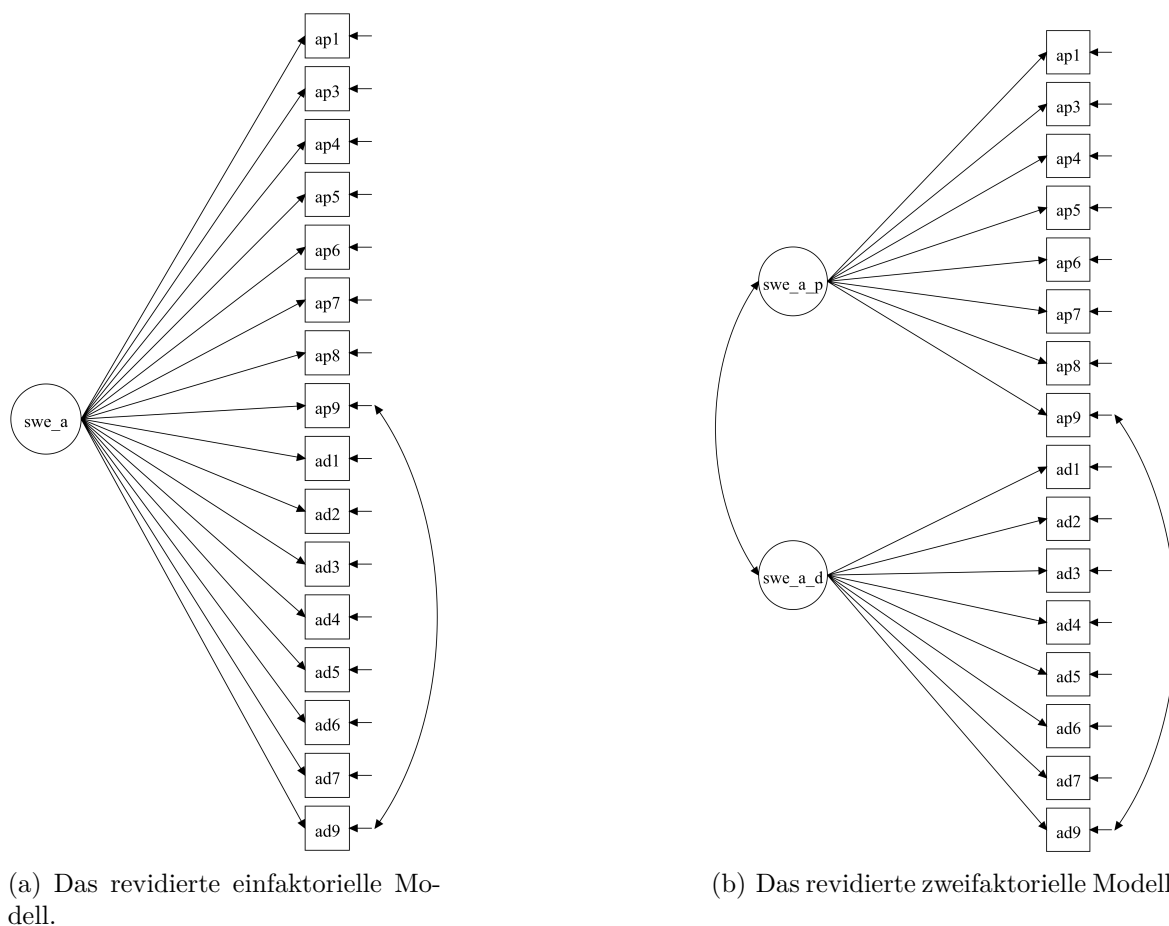 ap1
ap3
ap4
ap5
ap6
ap7
ap8
ap9
ad1
ad2
ad3
ad4
ad5
ad6
ad7
ad9
swe_a
(a) Das revidierte einfaktorielle Mo-
dell.
ap1
ap3
ap4
ap5
ap6
ap7
ap8
ap9
ad1
ad2
ad3
ad4
ad5
ad6
ad7
ad9
swe_a_p
swe_a_d
(b) Das revidierte zweifaktorielle Modell